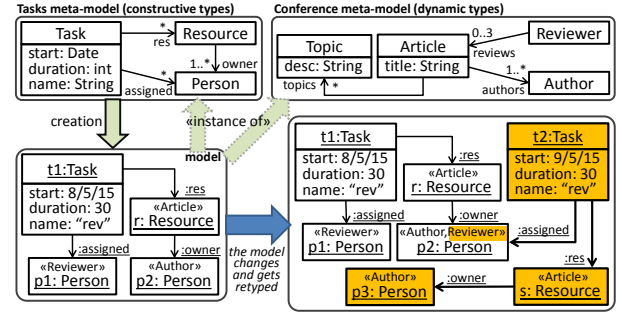 Tasks meta-model (constructive types)
Task
start: Date
duration: int
name: String
*
res
Resource
1..*
owner
*
assigned
Person
Conference meta-model (dynamic types)
Topic
desc: String
Article
title: String
0..3
reviews
Reviewer
topics
*
1..*
authors
Author
creation
«instance of»
model
t1:Task
start: 8/5/15
duration: 30
name: “rev”
:res
«Article»
r: Resource
:assigned
:owner
«Reviewer»
p1: Person
«Author»
p2: Person
the model
changes
and gets
retyped
t1:Task
start: 8/5/15
duration: 30
name: “rev”
:res
«Article»
r: Resource
t2:Task
start: 9/5/15
duration: 30
name: “rev”
:assigned
:owner
:assigned
«Reviewer»
p1: Person
«Author,Reviewer»
p2: Person
:res
«Author»
p3: Person
:owner
«Article»
s: Resource